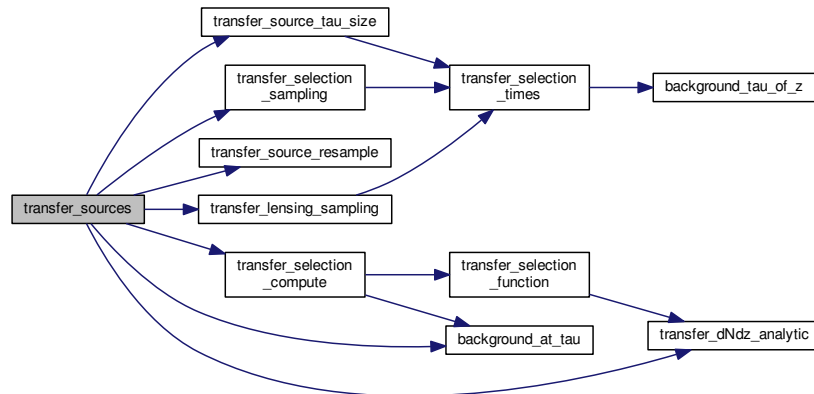 transfer_source_tau_size
transfer_selection
_sampling
transfer_selection
_times
background_tau_of_z
transfer_source_resample
transfer_sources
transfer_lensing_sampling
transfer_selection
_compute
transfer_selection
_function
background_at_tau
transfer_dNdz_analytic